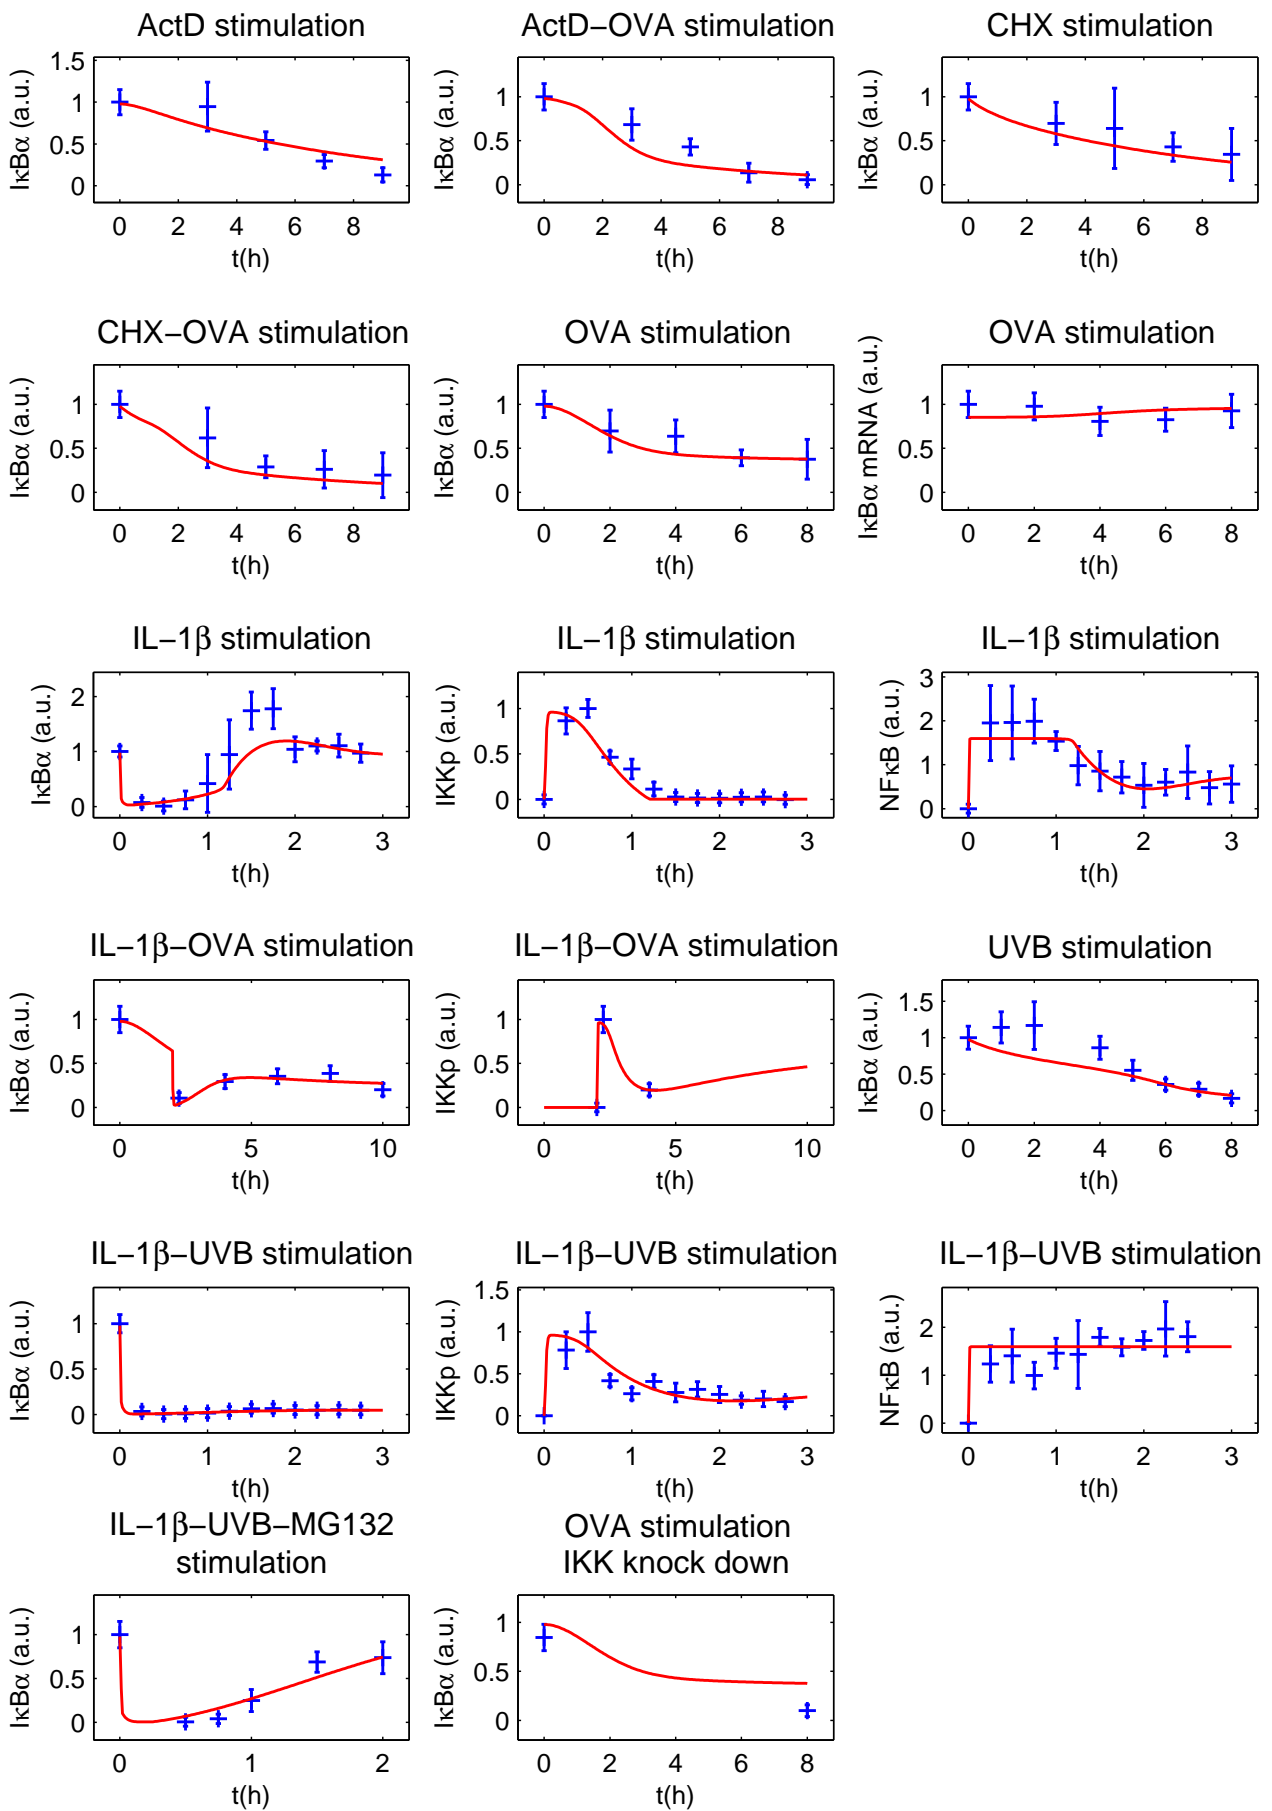 ActD stimulation
IκBα (a.u.)
1.5
1
0.5
0
0 2 4 6 8
t(h)
ActD−OVA stimulation
IκBα (a.u.)
1
0.5
0
0 2 4 6 8
t(h)
CHX stimulation
IκBα (a.u.)
1
0.5
0
0 2 4 6 8
t(h)
CHX−OVA stimulation
IκBα (a.u.)
1
0.5
0
0 2 4 6 8
t(h)
OVA stimulation
IκBα (a.u.)
1
0.5
0
0 2 4 6 8
t(h)
OVA stimulation
IκBα mRNA (a.u.)
1
0.5
0
0 2 4 6 8
t(h)
IL−1β stimulation
IκBα (a.u.)
2
1
0
0 1 2 3
t(h)
IL−1β stimulation
IKKp (a.u.)
1
0.5
0
0 1 2 3
t(h)
IL−1β stimulation
NFκB (a.u.)
3
2
1
0
0 1 2 3
t(h)
IL−1β−OVA stimulation
IκBα (a.u.)
1
0.5
0
0 5 10
t(h)
IL−1β−OVA stimulation
IKKp (a.u.)
1
0.5
0
0 5 10
t(h)
UVB stimulation
IκBα (a.u.)
1.5
1
0.5
0
0 2 4 6 8
t(h)
IL−1β−UVB stimulation
IκBα (a.u.)
1
0.5
0
0 1 2 3
t(h)
IL−1β−UVB stimulation
IKKp (a.u.)
1.5
1
0.5
0
0 1 2 3
t(h)
IL−1β−UVB stimulation
NFκB (a.u.)
2
1
0
0 1 2 3
t(h)
IL−1β−UVB−MG132
stimulation
IκBα (a.u.)
1
0.5
0
0 1 2
t(h)
OVA stimulation
IKK knock down
IκBα (a.u.)
1
0.5
0
0 2 4 6 8
t(h)